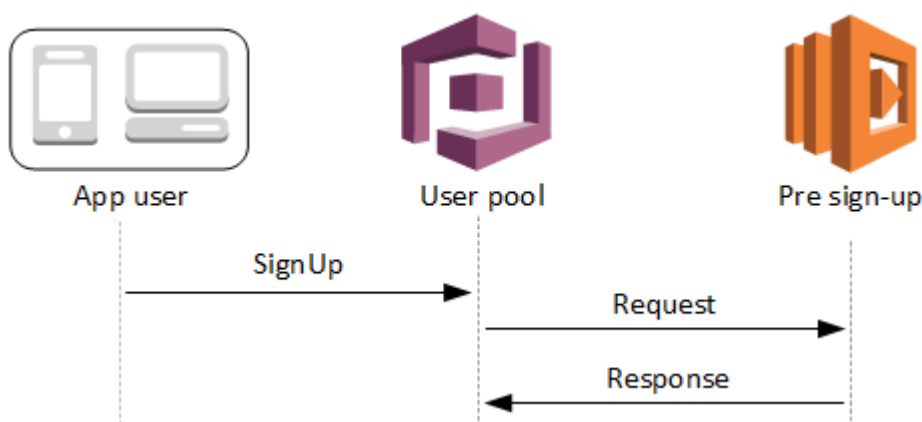 App user
User pool
Pre sign-up
SignUp
Request
Response